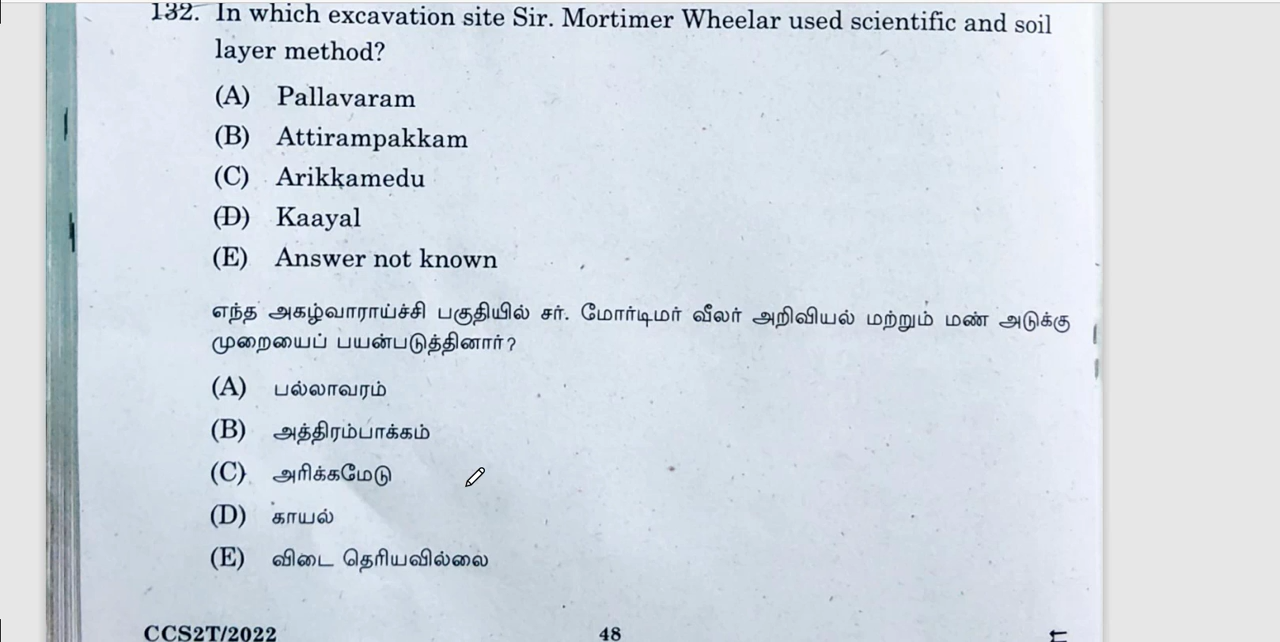 132. In which excavation site Sir. Mortimer Wheelar used scientific and soil
layer method?
(A) Pallavaram
(B) Attirampakkam
(C) Arikkamedu
(D) Kaayal
(E) Answer not known
எந்த அகழ்வாராய்ச்சி பகுதியில் சர். மோர்டிமர் வீலர் அறிவியல் மற்றும் மண் அடுக்கு
முறையைப் பயன்படுத்தினார்?
(A) பல்லாவரம்
(B) அத்திரம்பாக்கம்
(C) அரிக்கமேடு
(D) காயல்
(E) விடை தெரியவில்லை
CCS2T/2022 48